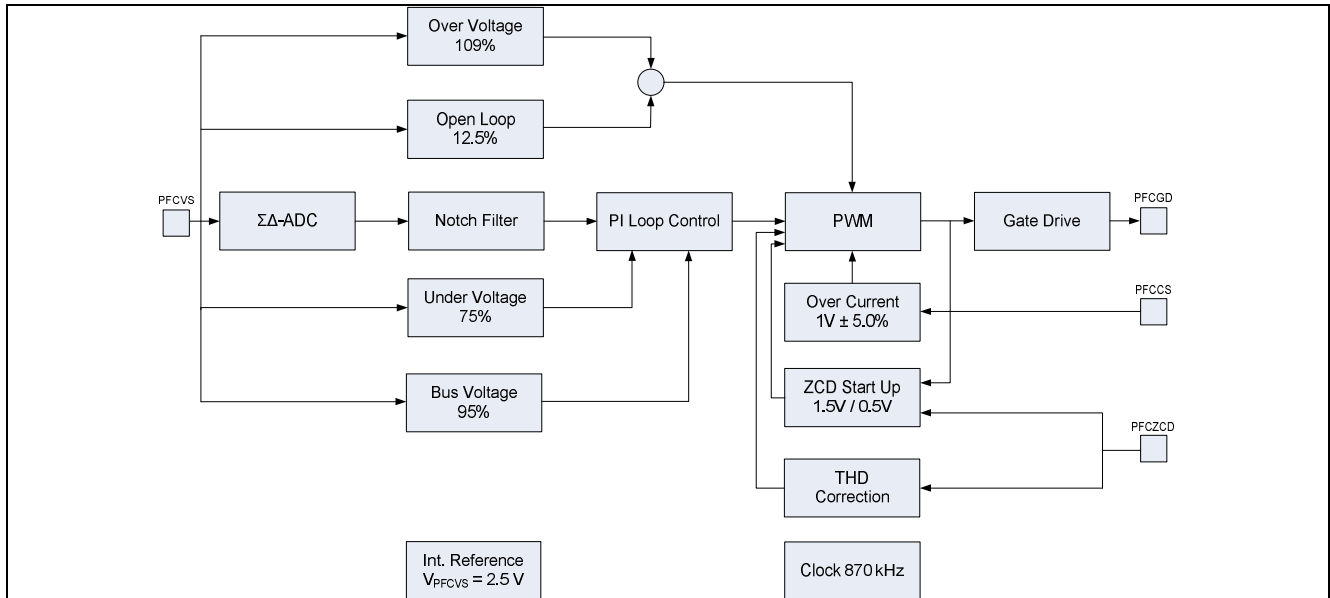 Over Voltage
109%
Open Loop
12.5%
PFCVS
ΣΔ-ADC
Notch Filter
PI Loop Control
PWM
Gate Drive
PFCGD
Under Voltage
75%
Over Current
1V ± 5.0%
PFCCS
Bus Voltage
95%
ZCD Start Up
1.5V / 0.5V
PFCZCD
THD
Correction
Int. Reference
VPFCVS = 2.5 V
Clock 870 kHz